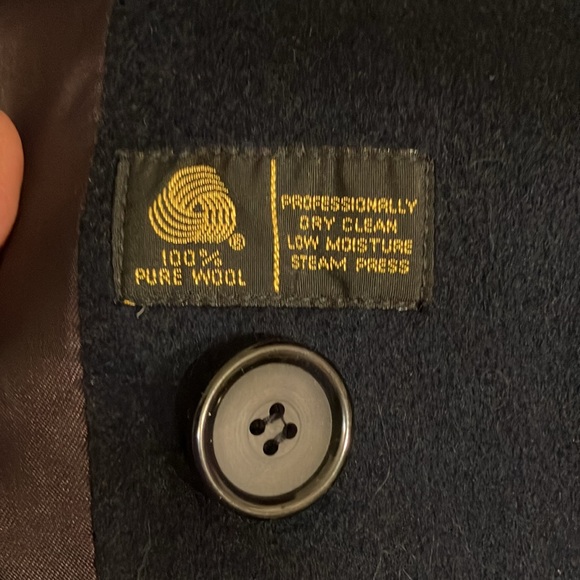 ®
100%
PURE WOOL
PROFESSIONALLY
DRY CLEAN
LOW MOISTURE
STEAM PRESS